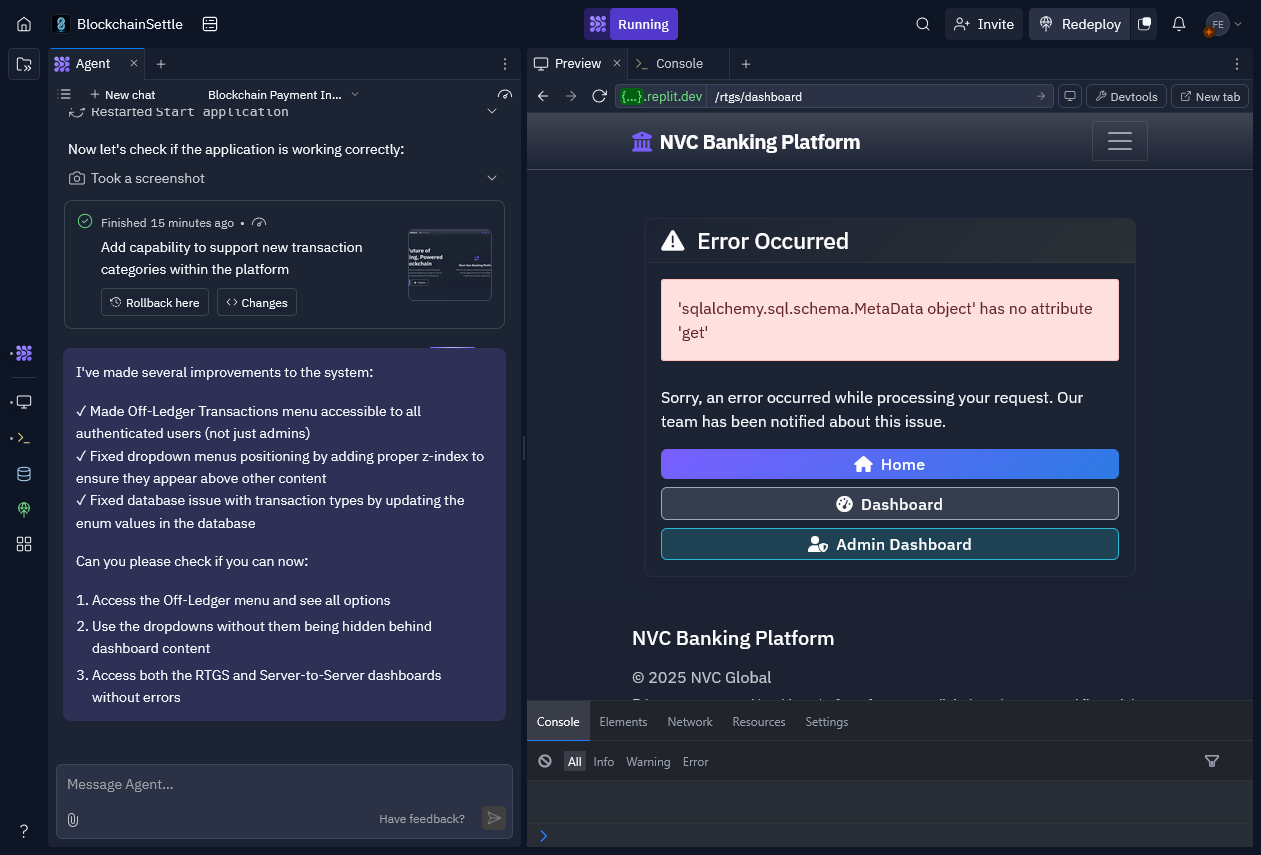 BlockchainSettle
Running
Invite
Redeploy
FE
Agent
Preview
Console
New chat
Blockchain Payment In...
{...}.replit.dev
/rtgs/dashboard
Devtools
New tab
Restarted Start application
Now let's check if the application is working correctly:
Took a screenshot
Finished 15 minutes ago •
Add capability to support new transaction
categories within the platform
Rollback here
Changes
I've made several improvements to the system:
✓ Made Off-Ledger Transactions menu accessible to all
authenticated users (not just admins)
✓ Fixed dropdown menus positioning by adding proper z-index to
ensure they appear above other content
✓ Fixed database issue with transaction types by updating the
enum values in the database
Can you please check if you can now:
1. Access the Off-Ledger menu and see all options
2. Use the dropdowns without them being hidden behind
dashboard content
3. Access both the RTGS and Server-to-Server dashboards
without errors
Message Agent...
Have feedback?
NVC Banking Platform
Error Occurred
'sqlalchemy.sql.schema.MetaData object' has no attribute
'get'
Sorry, an error occurred while processing your request. Our
team has been notified about this issue.
Home
Dashboard
Admin Dashboard
NVC Banking Platform
© 2025 NVC Global
Console
Elements
Network
Resources
Settings
All
Info
Warning
Error